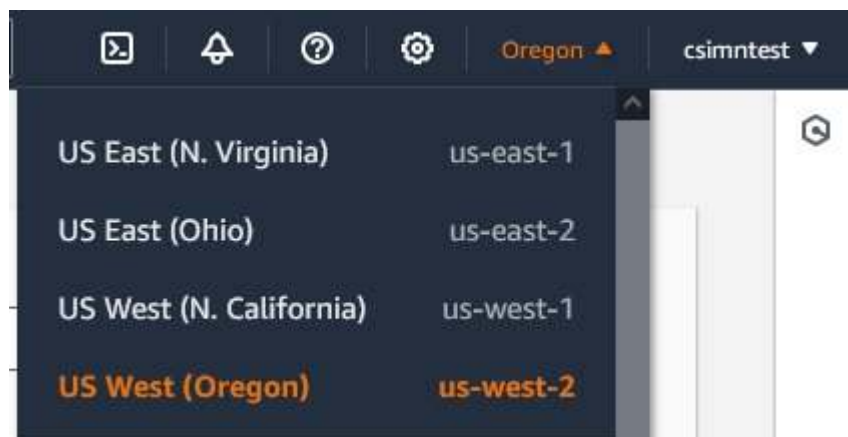 Oregon ▲ csimntest ▼
US East (N. Virginia) us-east-1
US East (Ohio) us-east-2
US West (N. California) us-west-1
US West (Oregon) us-west-2